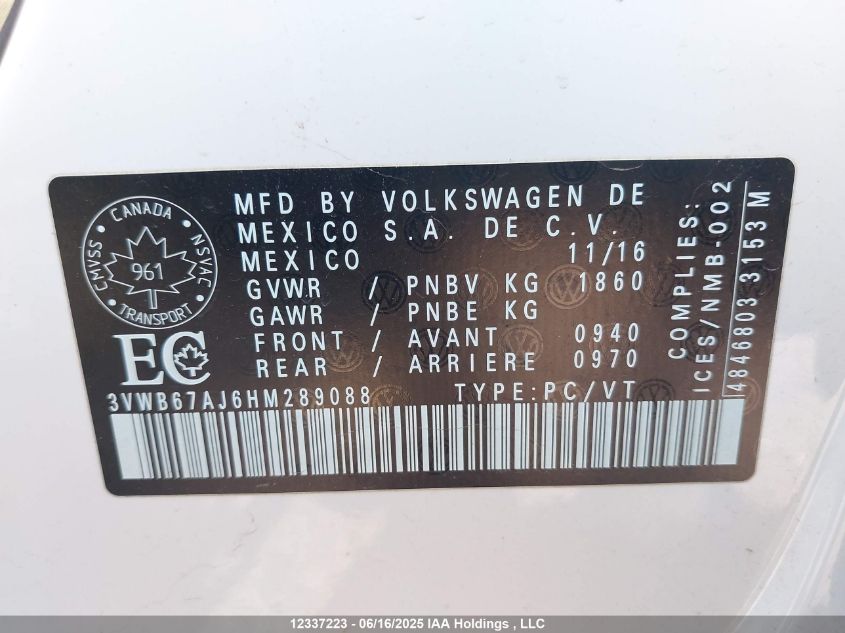 CANADA
CMVSS
NSVAC
961
TRANSPORT
EC
MFD BY VOLKSWAGEN DE
MEXICO S.A. DE C.V.
MEXICO 11/16
GVWR / PNBV KG 1860
GAWR / PNBE KG
FRONT / AVANT 0940
REAR / ARRIERE 0970
3VWB67AJ6HM289088 TYPE:PC/VT
COMPLIES:
ICES/NMB-002
4846803 3153 M
12337223 - 06/16/2025 IAA Holdings , LLC